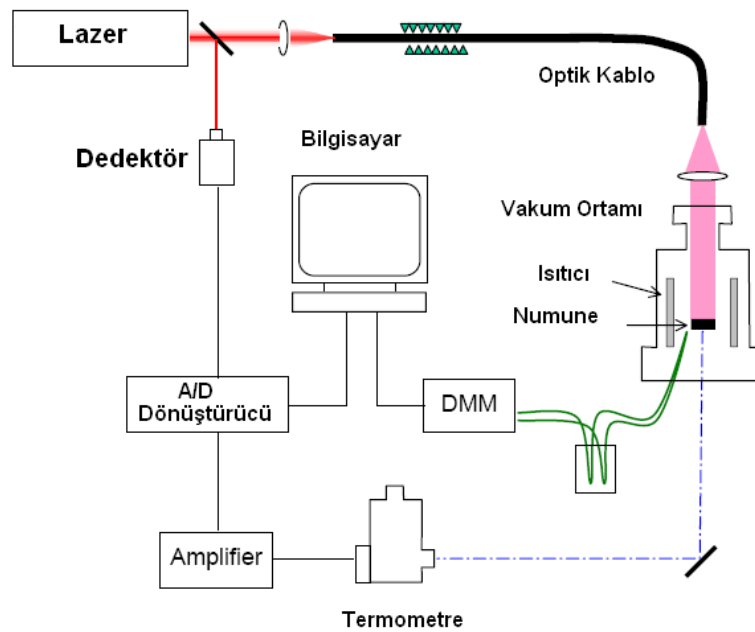 Lazer
Optik Kablo
Bilgisayar
Dedektör
Vakum Ortamı
Isıtıcı
Numune
A/D
Dönüştürücü
DMM
Amplifier
Termometre